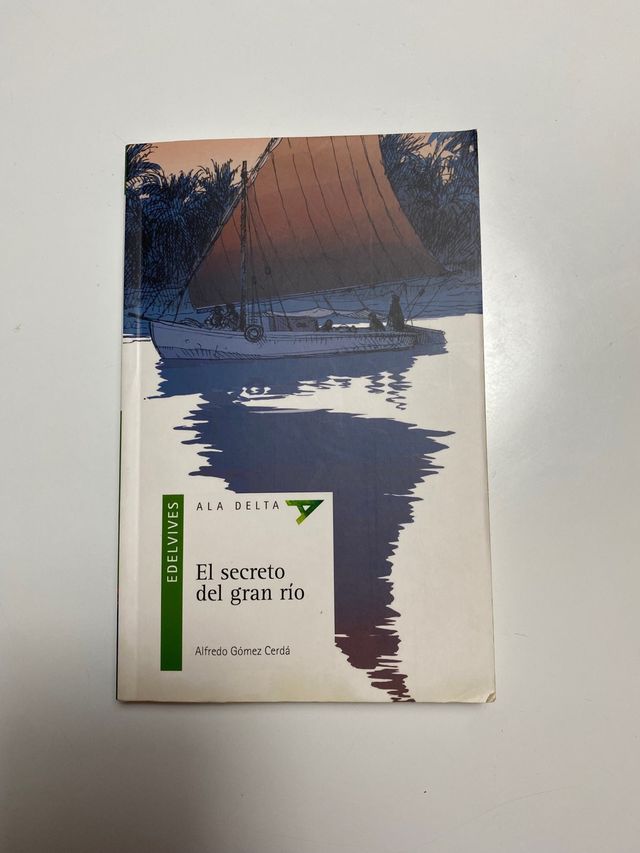 ALA DELTA
EDELVIVES
El secreto
del gran río
Alfredo Gómez Cerdá